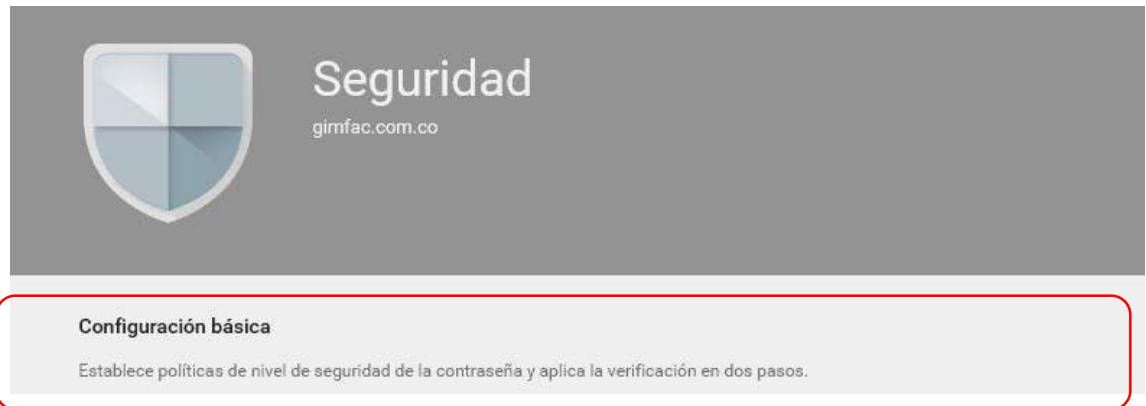 Seguridad
gimfac.com.co
Configuración básica
Establece políticas de nivel de seguridad de la contraseña y aplica la verificación en dos pasos.